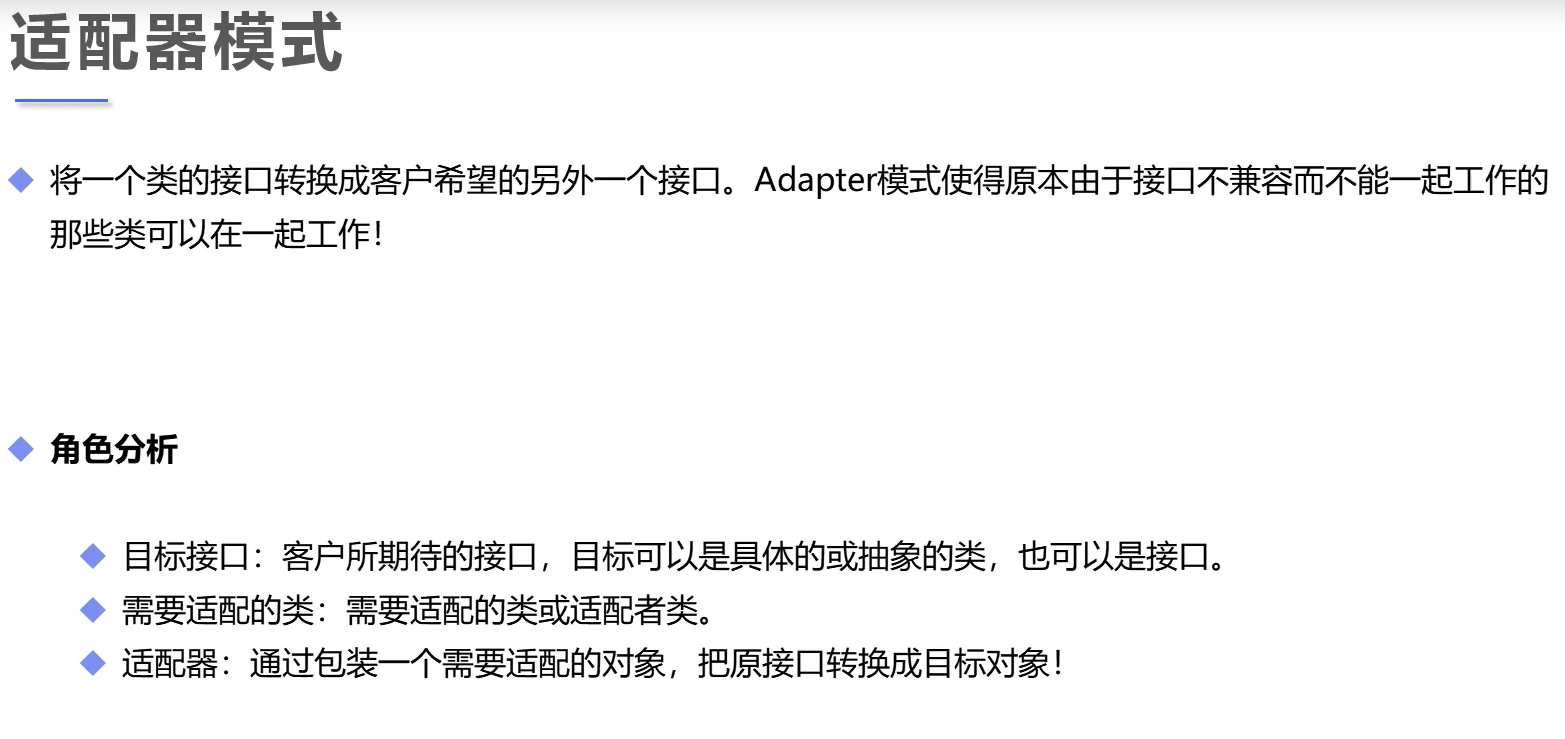 适配器模式
将一个类的接口转换成客户希望的另外一个接口。Adapter模式使得原本由于接口不兼容而不能一起工作的
那些类可以在一起工作！
角色分析
目标接口：客户所期待的接口，目标可以是具体的或抽象的类，也可以是接口。
需要适配的类：需要适配的类或适配者类。
适配器：通过包装一个需要适配的对象，把原接口转换成目标对象！